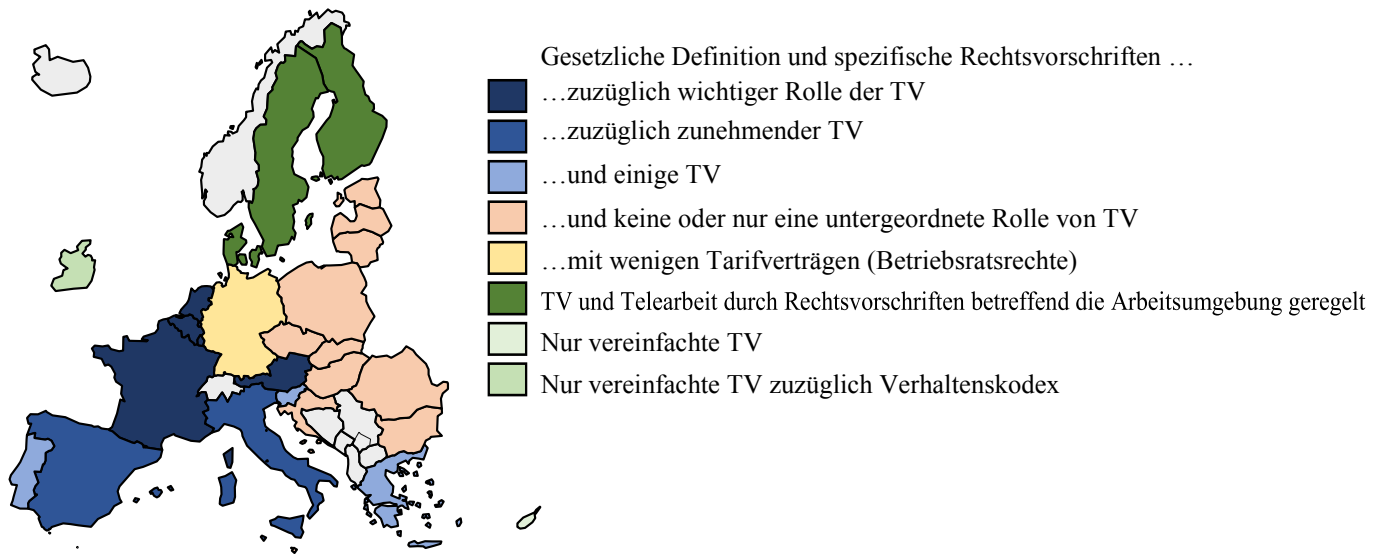 Gesetzliche Definition und spezifische Rechtsvorschriften …
…zuzüglich wichtiger Rolle der TV
…zuzüglich zunehmender TV
…und einige TV
…und keine oder nur eine untergeordnete Rolle von TV
…mit wenigen Tarifverträgen (Betriebsratsrechte)
TV und Telearbeit durch Rechtsvorschriften betreffend die Arbeitsumgebung geregelt
Nur vereinfachte TV
Nur vereinfachte TV zuzüglich Verhaltenskodex